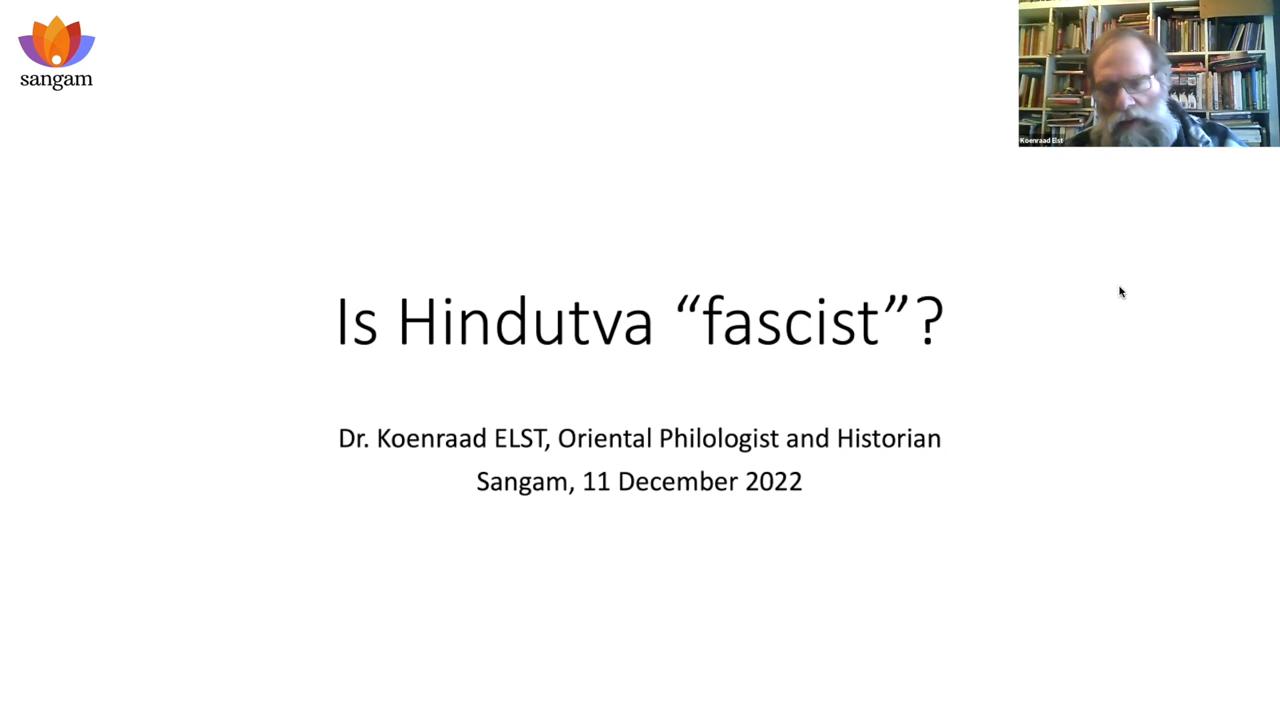 sangam
Koenraad Elst
Is Hindutva “fascist”?
Dr. Koenraad ELST, Oriental Philologist and Historian
Sangam, 11 December 2022